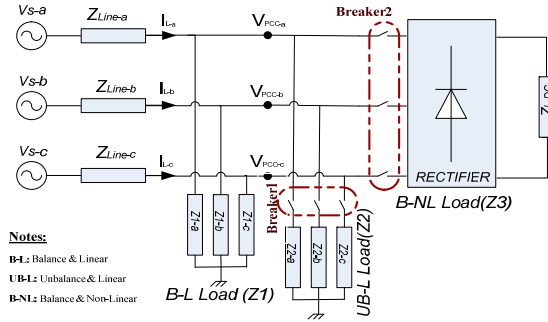 Vs-a
ZLine-a
IL-a
VPCC-a
Breaker2
Vs-b
ZLine-b
IL-b
VPCC-b
Vs-c
ZLine-c
IL-c
VPCC-c
RECTIFIER
B-NL Load(Z3)
Z1-a
Z1-b
Z1-c
Breaker1
Z2-a
Z2-b
Z2-c
UB-L Load(Z2)
B-L Load (Z1)
Notes:
B-L: Balance & Linear
UB-L: Unbalance & Linear
B-NL: Balance & Non-Linear